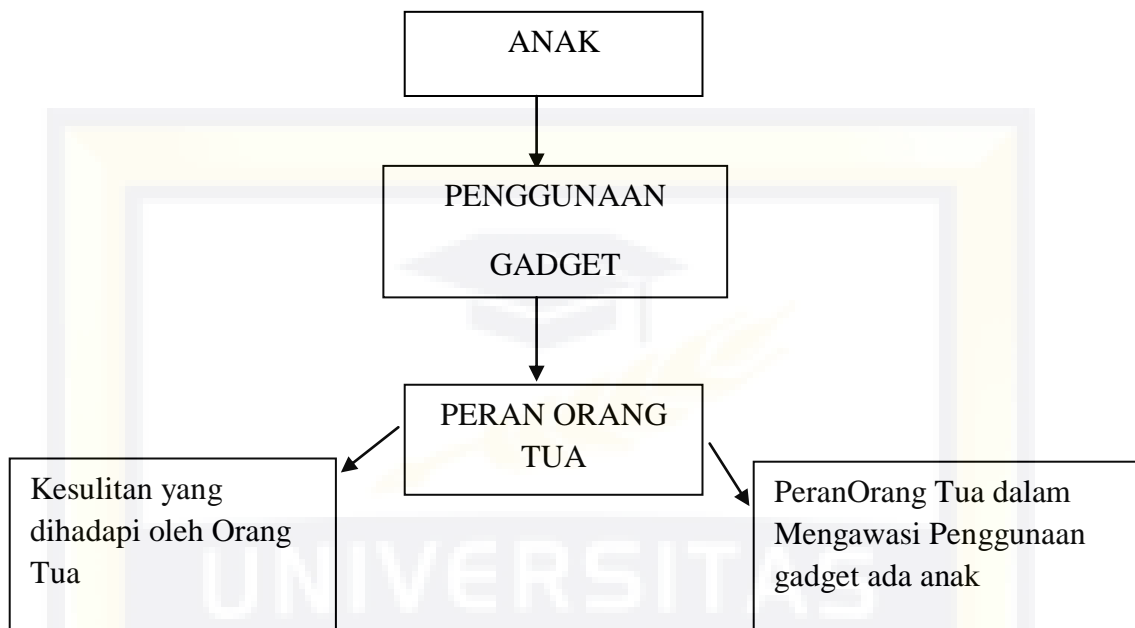 ANAK
PENGGUNAAN
GADGET
PERAN ORANG
TUA
Kesulitan yang
dihadapi oleh Orang
Tua
PeranOrang Tua dalam
Mengawasi Penggunaan
gadget ada anak
UNIVERSITAS